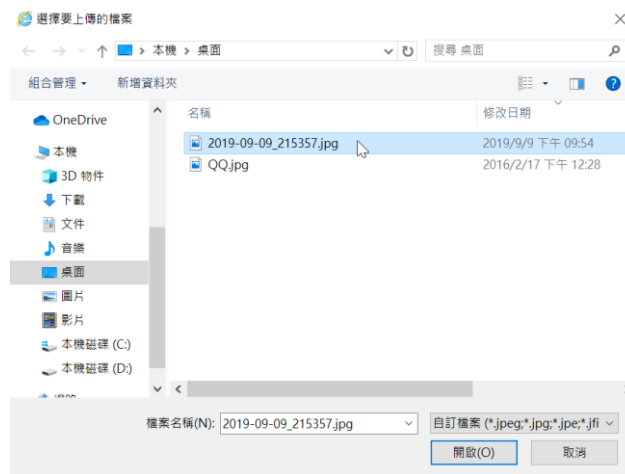 選擇要上傳的檔案
本機 › 桌面
搜尋 桌面
組合管理
新增資料夾
名稱
修改日期
OneDrive
本機
3D 物件
下載
文件
音樂
桌面
圖片
影片
本機磁碟 (C:)
本機磁碟 (D:)
2019-09-09_215357.jpg
2019/9/9 下午 09:54
QQ.jpg
2016/2/17 下午 12:28
檔案名稱(N):
2019-09-09_215357.jpg
自訂檔案 (*.jpeg;*.jpg;*.jpe;*.jfi
開啟(O)
取消